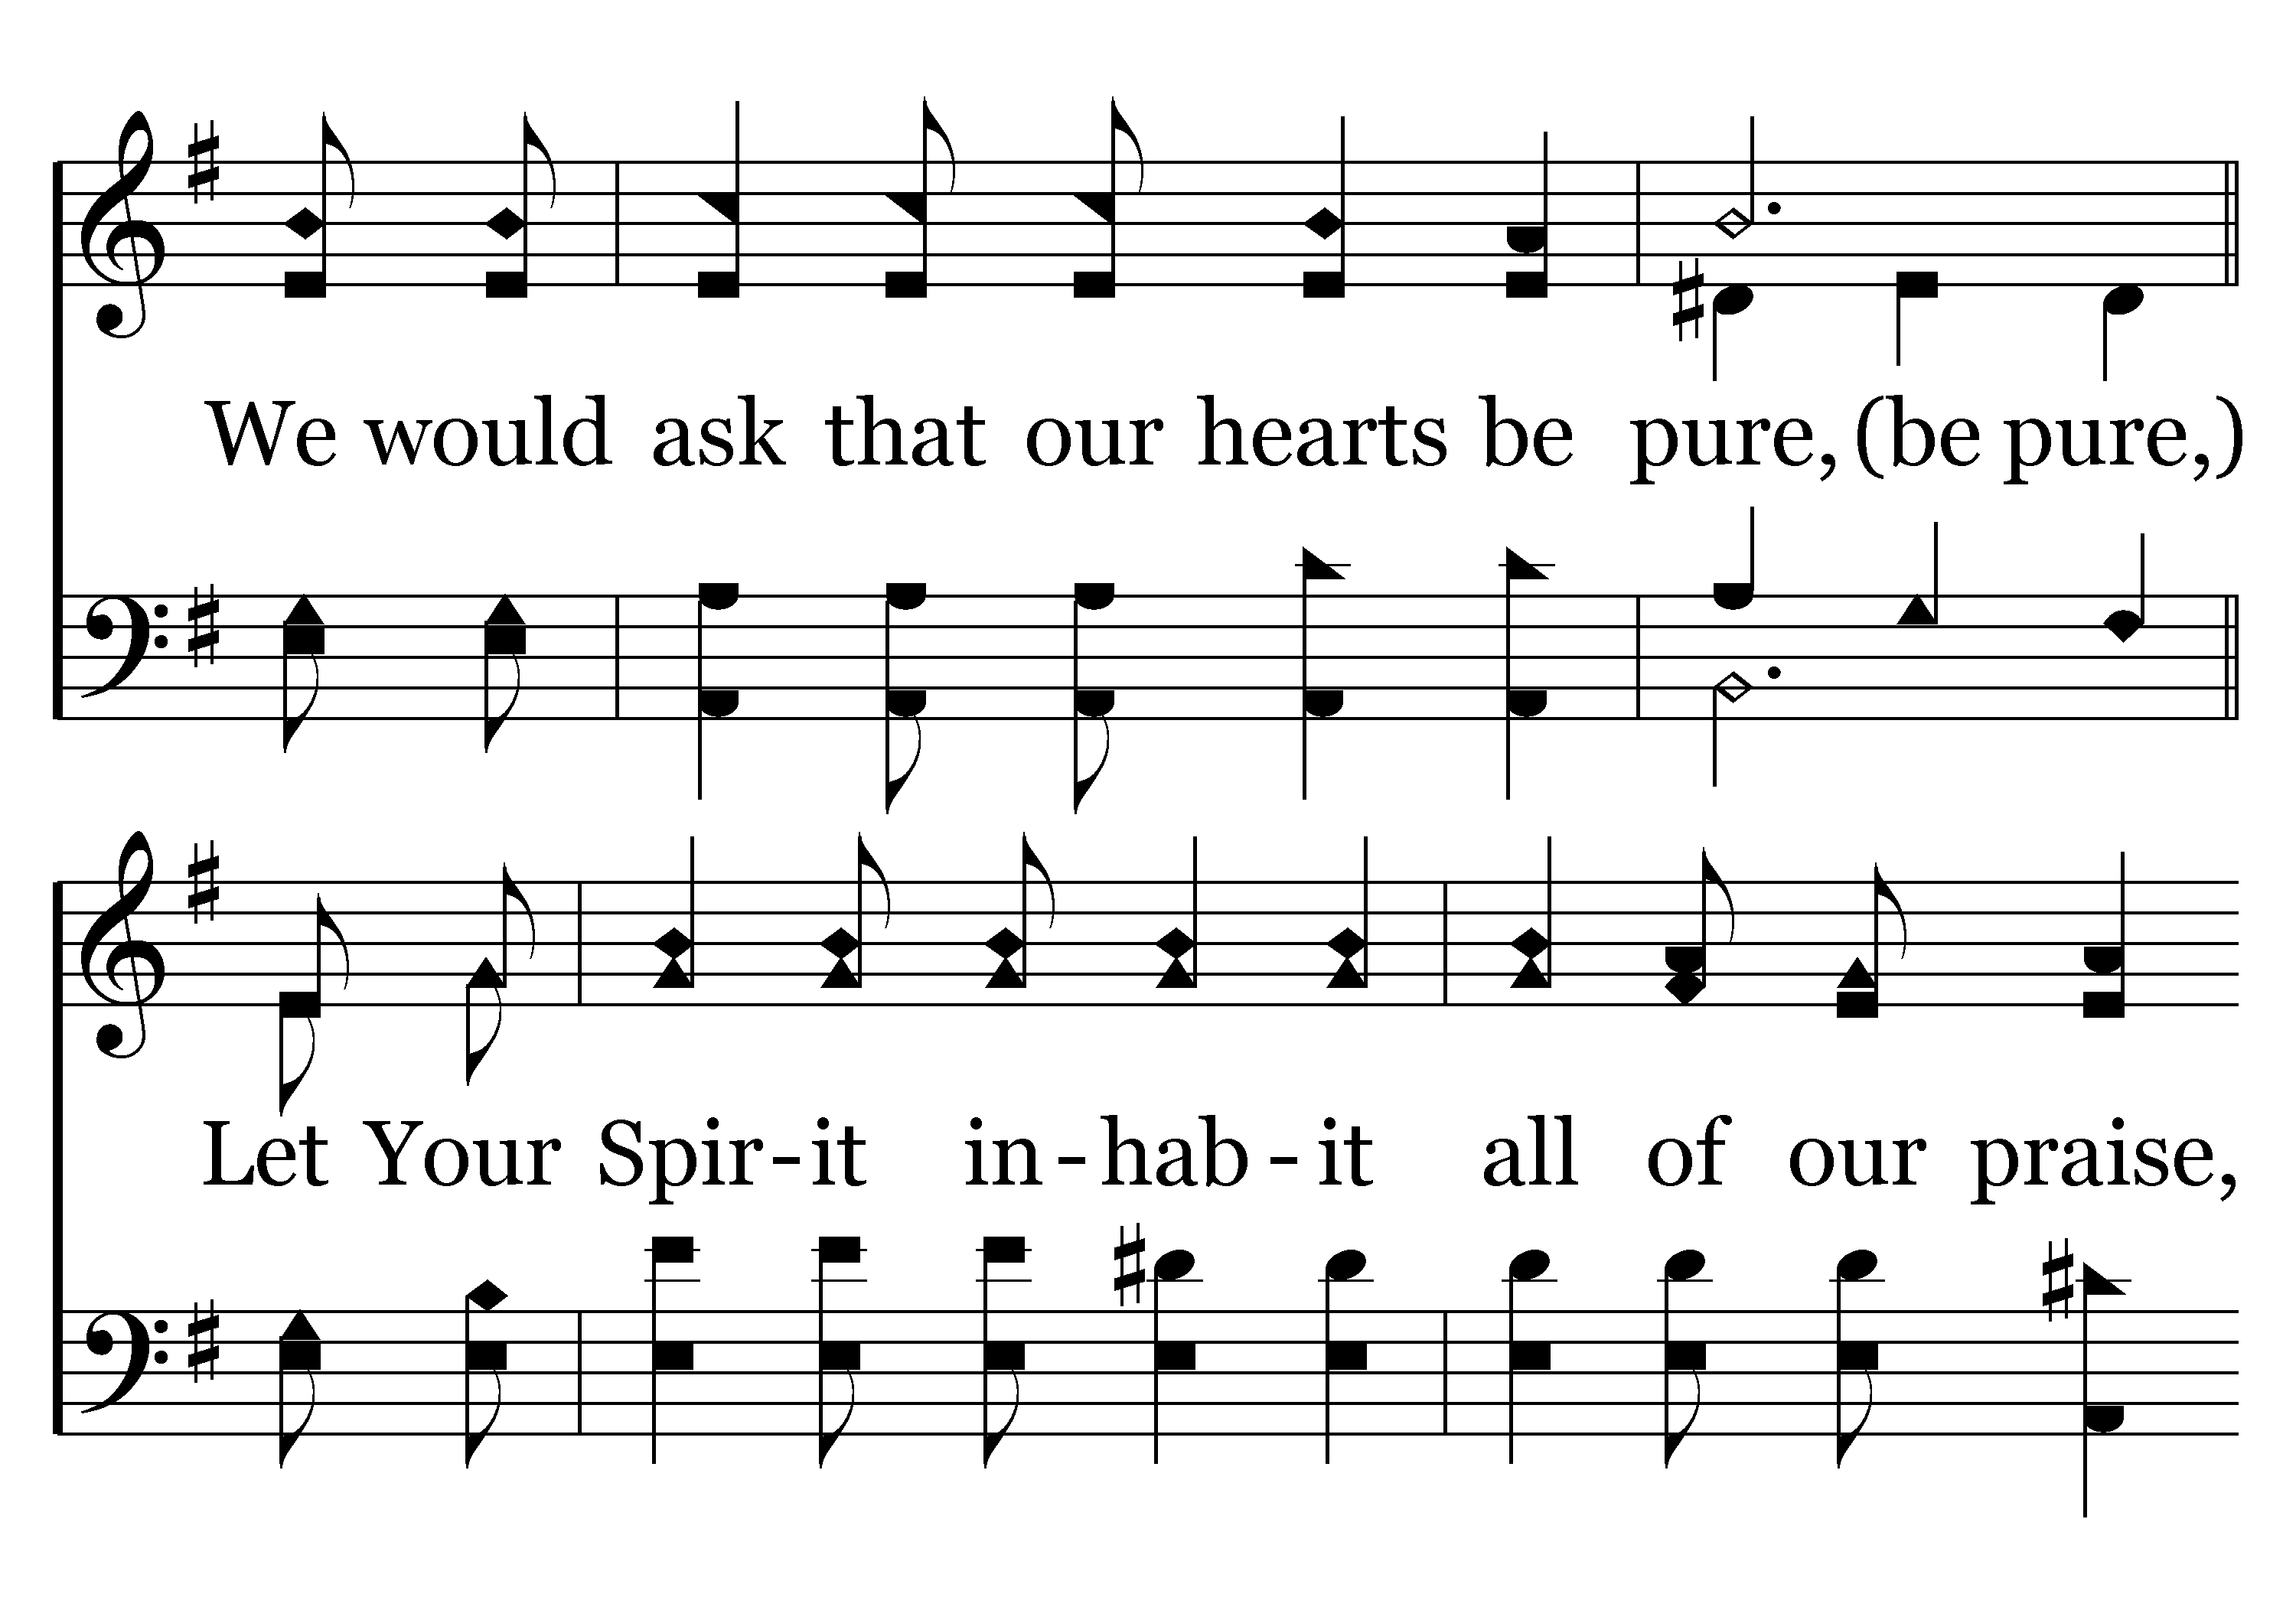 We would ask that our hearts be pure, (be pure,)
Let Your Spir-it in-hab-it all of our praise,